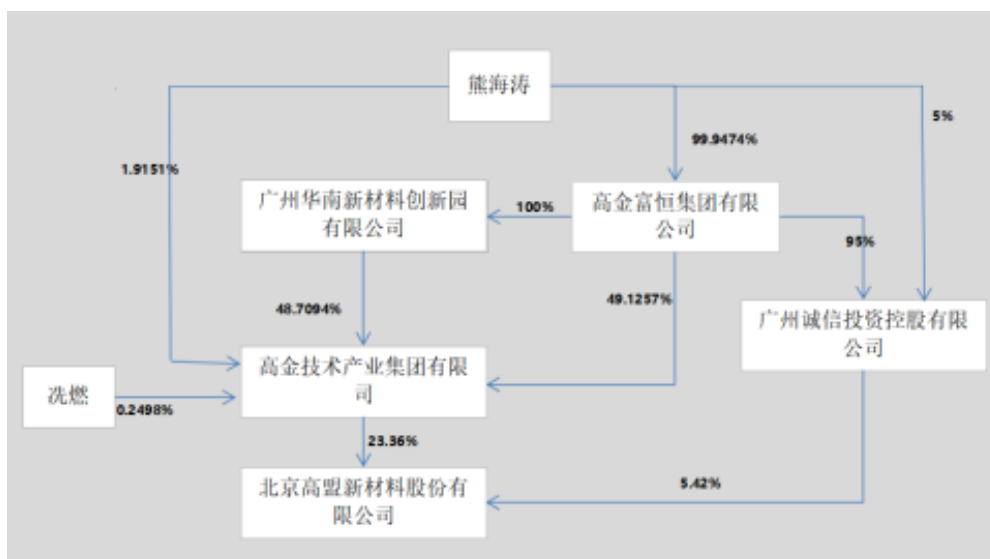 熊海涛
5%
99.9474%
1.9151%
广州华南新材料创新园
有限公司
100%
高金富恒集团有限
公司
95%
48.7094%
49.1257%
广州诚信投资控股有限
公司
高金技术产业集团有限
司
冼燃
0.2498%
23.36%
北京高盟新材料股份有
限公司
5.42%